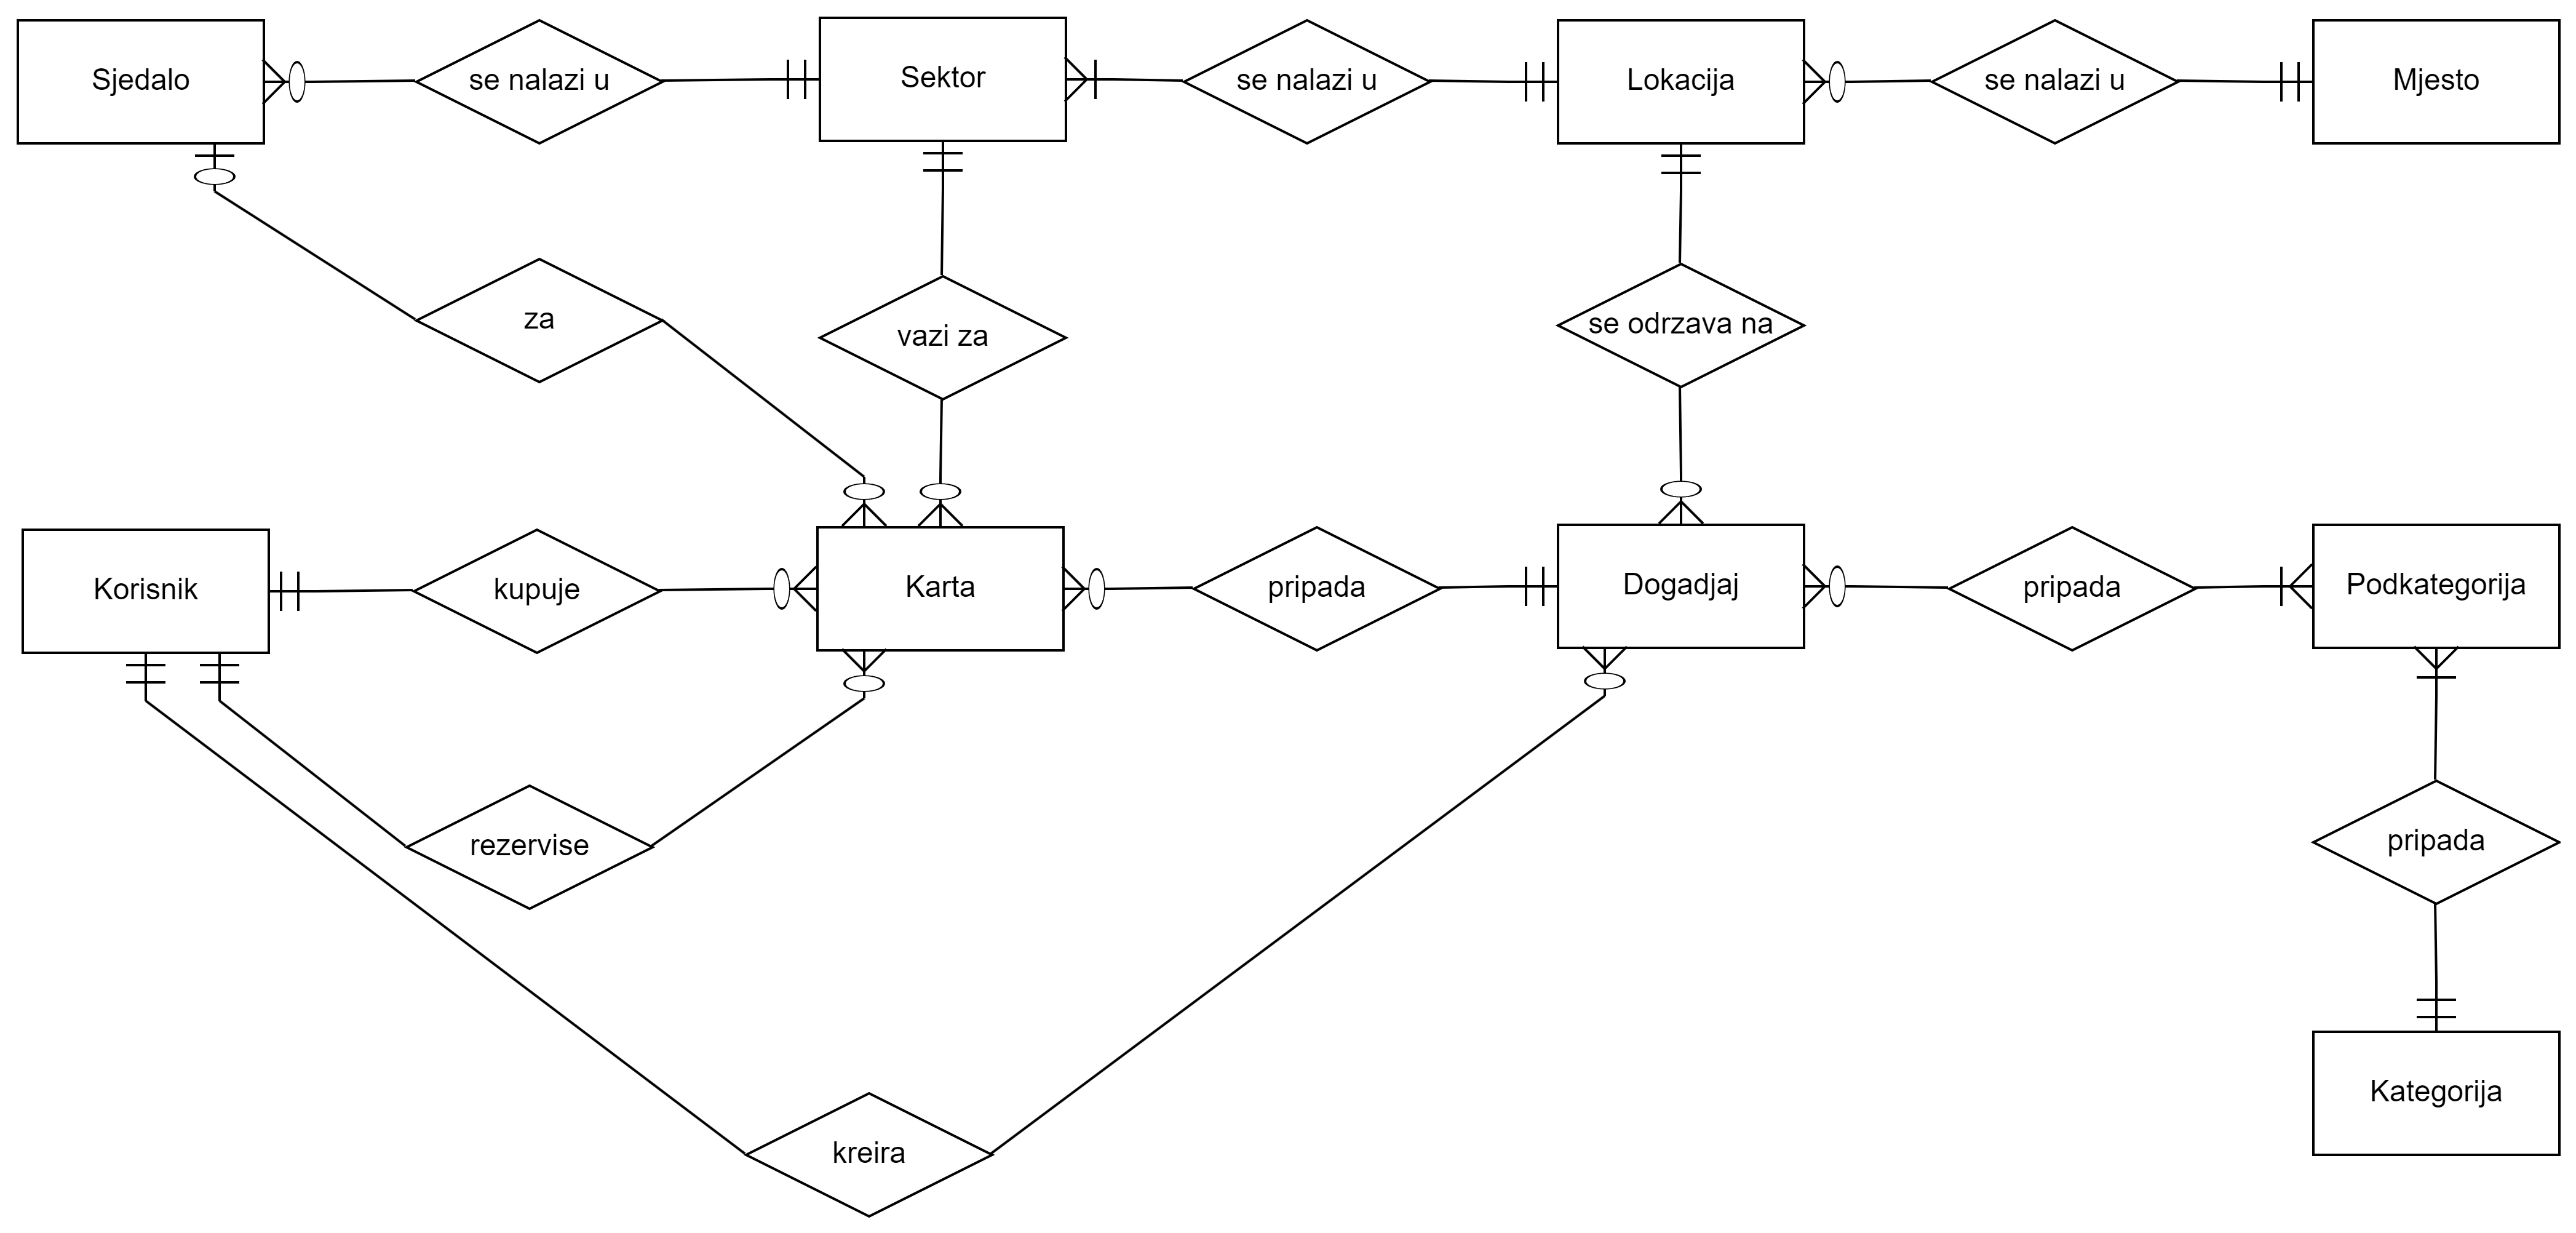 Sjedalo
se nalazi u
Sektor
se nalazi u
Lokacija
se nalazi u
Mjesto
za
vazi za
se odrzava na
Korisnik
kupuje
Karta
pripada
Dogadjaj
pripada
Podkategorija
rezervise
pripada
kreira
Kategorija